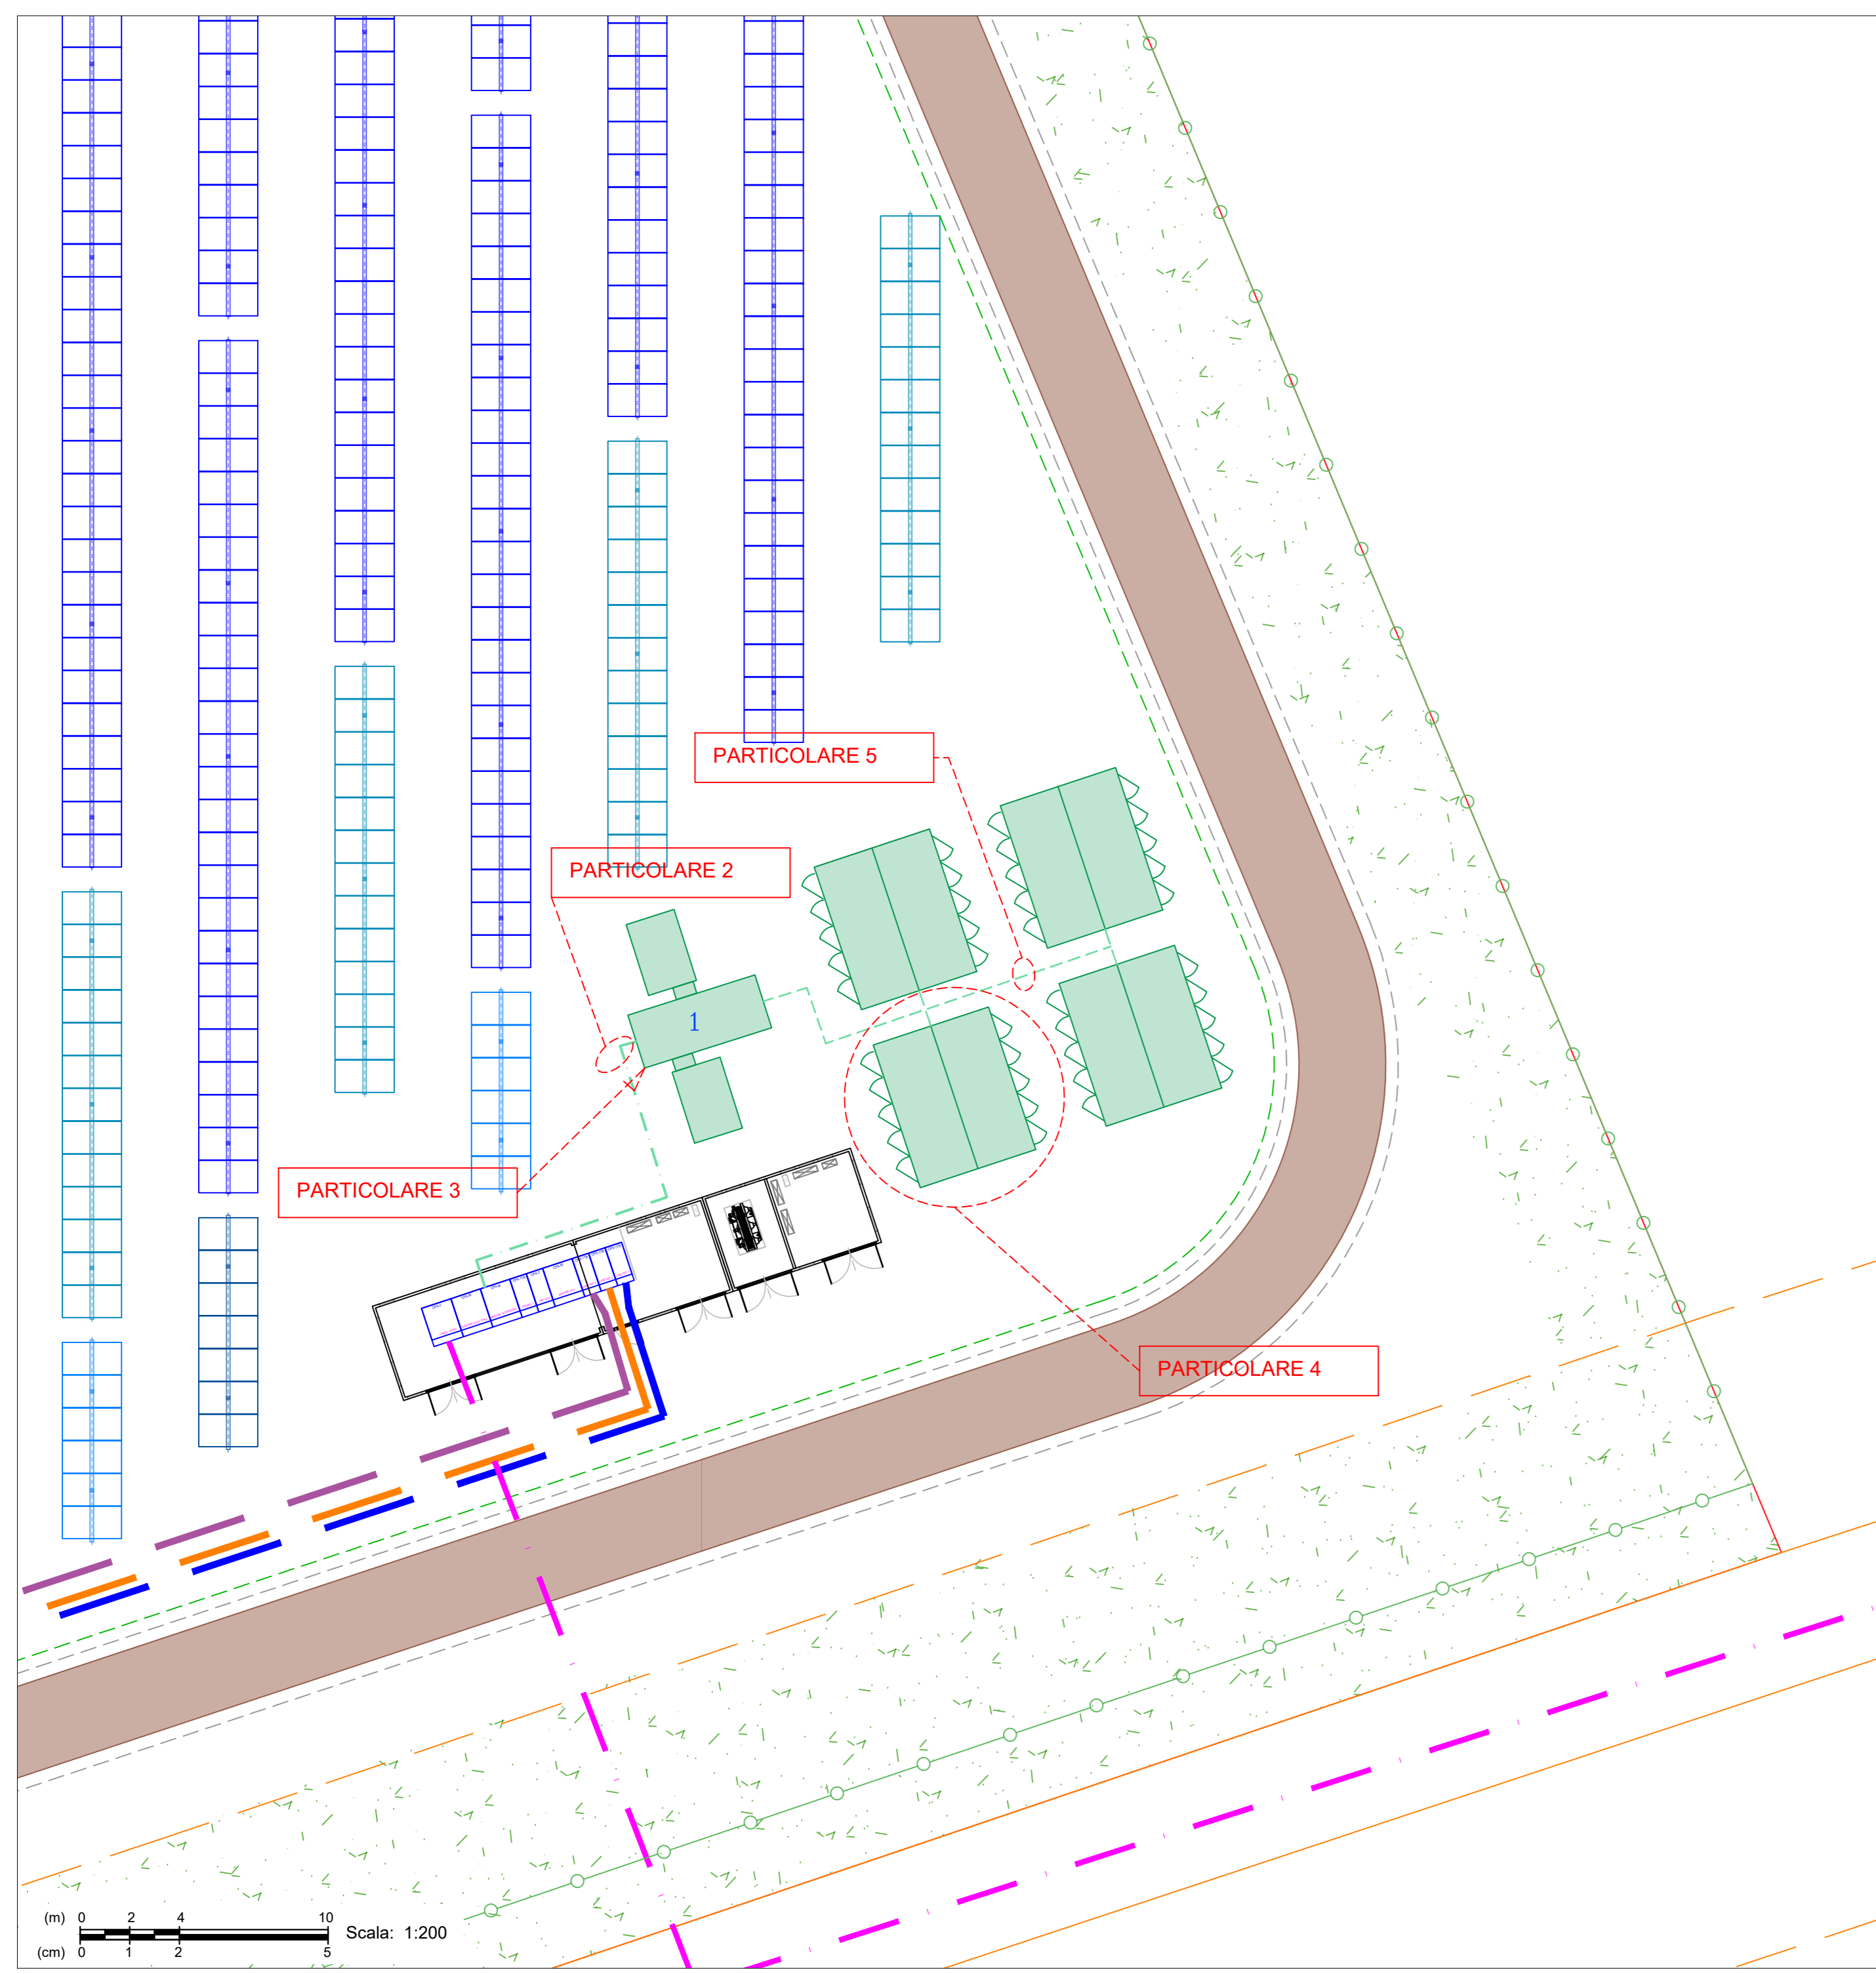 PARTICOLARE 5
PARTICOLARE 2
1
PARTICOLARE 3
PARTICOLARE 4
(m) 0 2 4 10
Scala: 1:200
(cm) 0 1 2 5